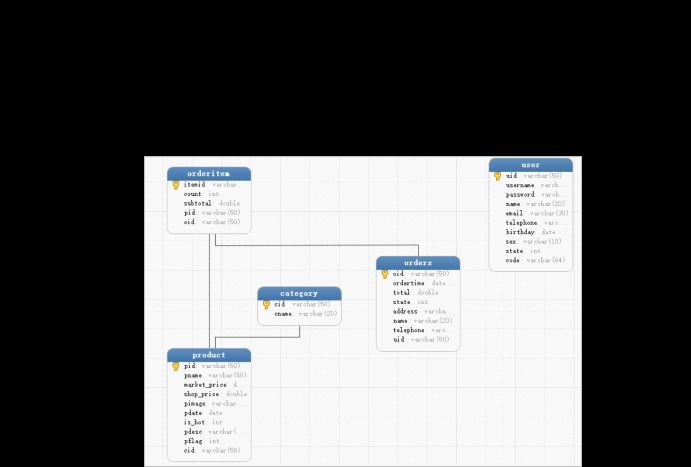 orderitem
itemid varchar
count int
subtotal double
pid varchar(50)
oid varchar(50)
user
uid varchar(50)
username varch...
password varch...
name varchar(20)
email varchar(30)
telephone varc...
birthday date
sex varchar(10)
state int
code varchar(64)
orders
oid varchar(50)
ordertime date...
total double
state int
address varcha...
name varchar(20)
telephone varc...
uid varchar(50)
category
cid varchar(50)
cname varchar(20)
product
pid varchar(50)
pname varchar(50)
market_price d...
shop_price double
pimage varchar...
pdate date
is_hot int
pdesc varchar(...
pflag int
cid varchar(50)